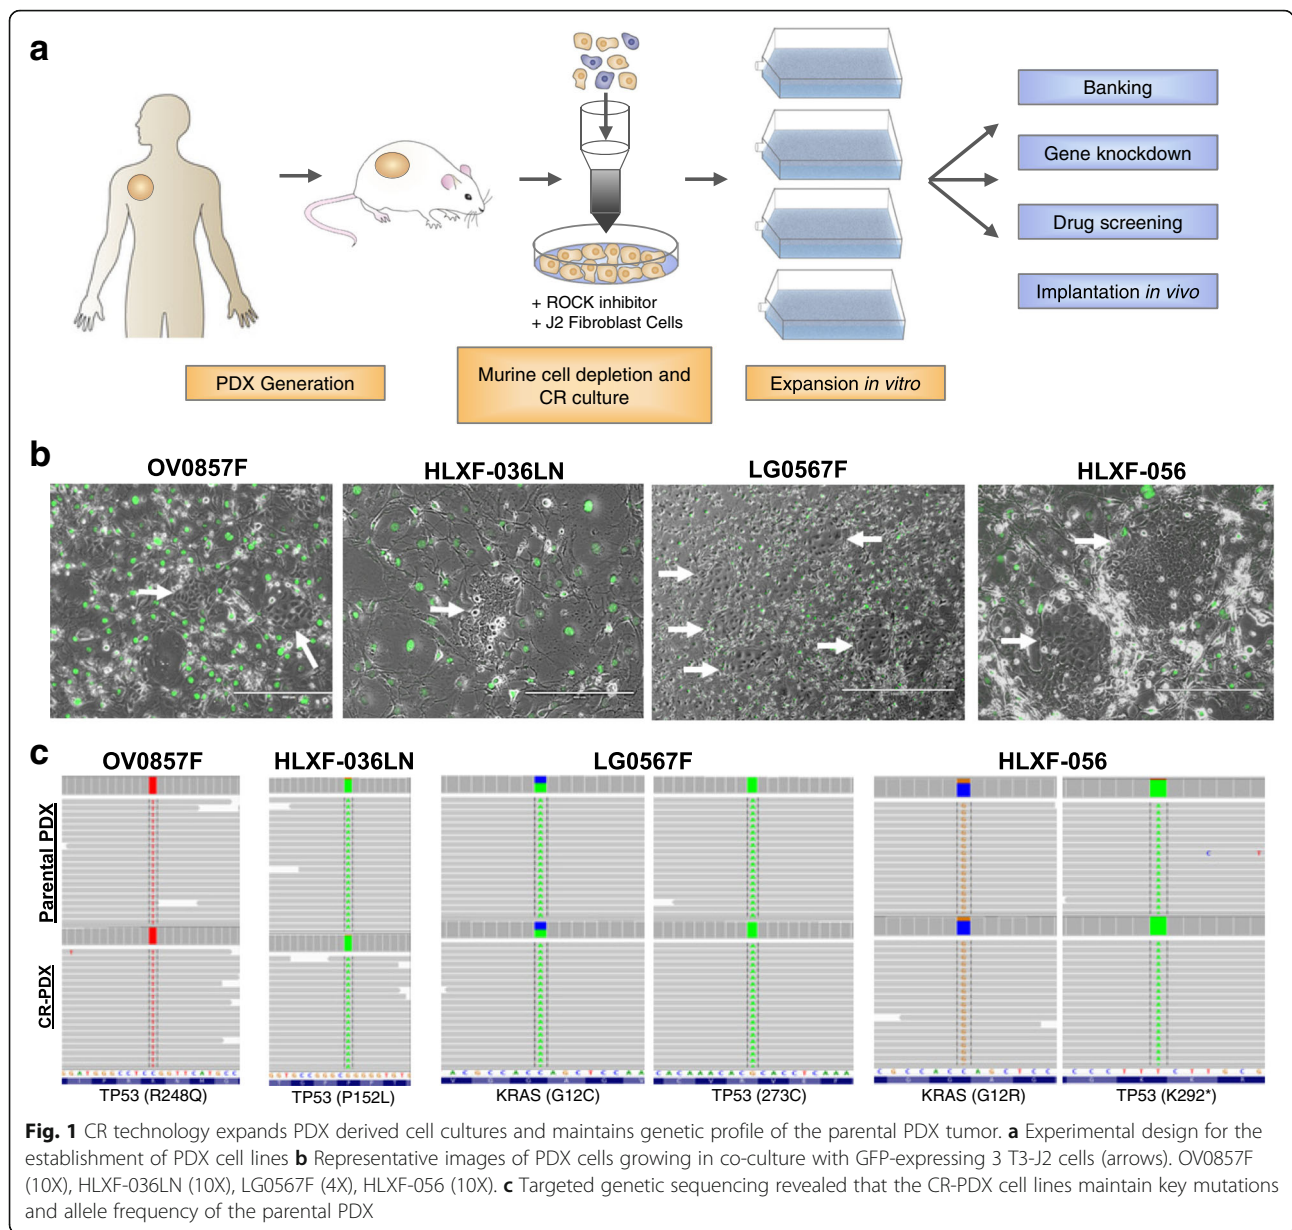 a
+ ROCK inhibitor
+ J2 Fibroblast Cells
PDX Generation
Murine cell depletion and
CR culture
Expansion in vitro
Banking
Gene knockdown
Drug screening
Implantation in vivo
b
OV0857F
HLXF-036LN
LG0567F
HLXF-056
c
OV0857F
HLXF-036LN
LG0567F
HLXF-056
Parental PDX
CR-PDX
TP53 (R248Q)
TP53 (P152L)
KRAS (G12C)
TP53 (273C)
KRAS (G12R)
TP53 (K292*)
Fig. 1 CR technology expands PDX derived cell cultures and maintains genetic profile of the parental PDX tumor. a Experimental design for the
establishment of PDX cell lines b Representative images of PDX cells growing in co-culture with GFP-expressing 3 T3-J2 cells (arrows). OV0857F
(10X), HLXF-036LN (10X), LG0567F (4X), HLXF-056 (10X). c Targeted genetic sequencing revealed that the CR-PDX cell lines maintain key mutations
and allele frequency of the parental PDX